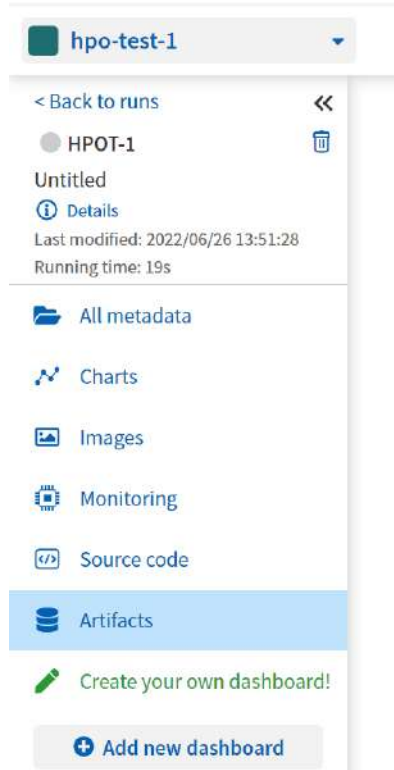 hpo-test-1
< Back to runs
HPOT-1
Untitled
Details
Last modified: 2022/06/26 13:51:28
Running time: 19s
All metadata
Charts
Images
Monitoring
Source code
Artifacts
Create your own dashboard!
Add new dashboard